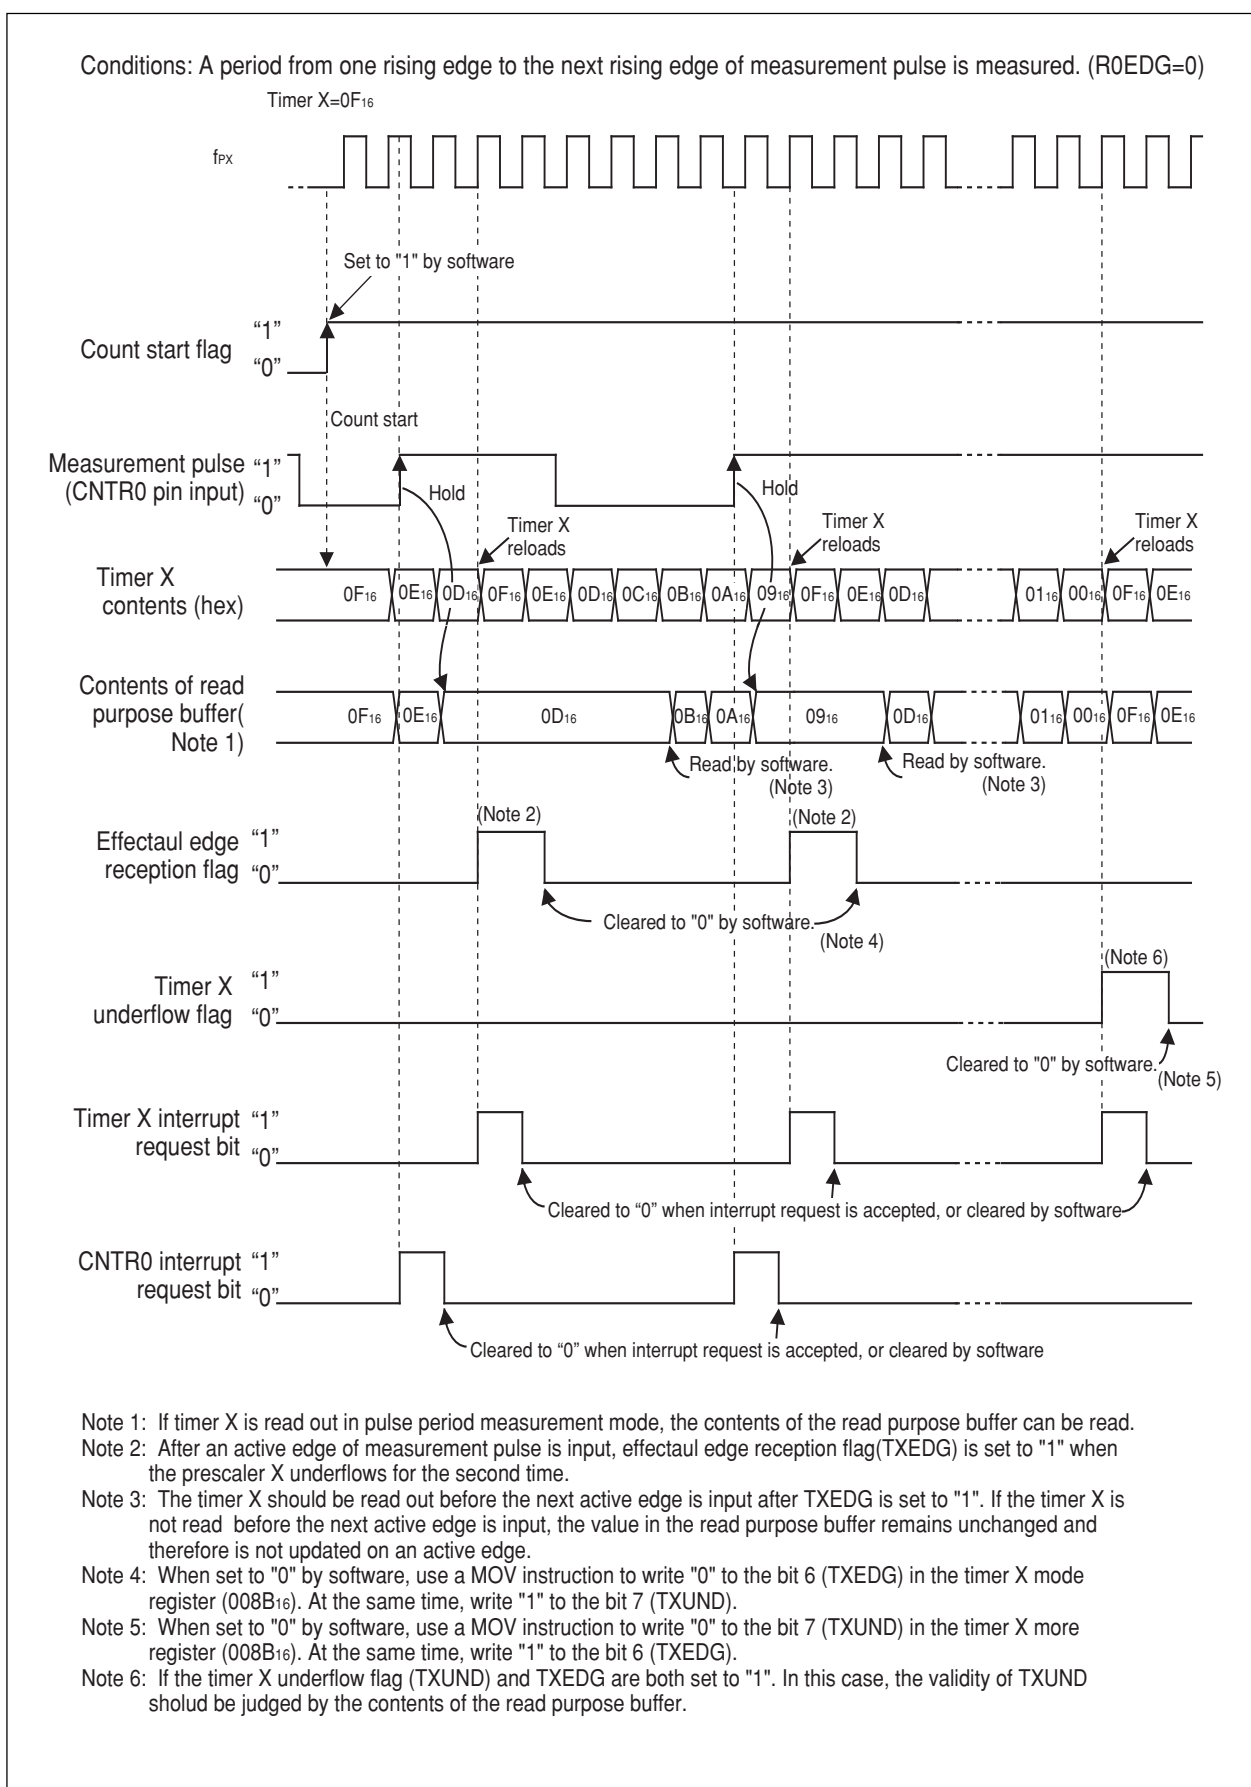 Conditions: A period from one rising edge to the next rising edge of measurement pulse is measured. (R0EDG=0)
Timer X=0F16
fPX
Set to "1" by software
“1”
Count start flag
“0”
Count start
Measurement pulse “1”
(CNTR0 pin input) “0”
Hold
Hold
Timer X
reloads
Timer X
reloads
Timer X
reloads
Timer X
contents (hex)
0F16 0E16 0D16 0F16 0E16 0D16 0C16 0B16 0A16 0916 0F16 0E16 0D16 0116 0016 0F16 0E16
Contents of read
purpose buffer(
Note 1)
0F16 0E16 0D16 0B16 0A16 0916 0D16 0116 0016 0F16 0E16
Read by software.
(Note 3)
Read by software.
(Note 3)
(Note 2)
(Note 2)
Effectaul edge “1”
reception flag “0”
Cleared to "0" by software.
(Note 4)
(Note 6)
Timer X “1”
underflow flag “0”
Cleared to "0" by software.
(Note 5)
Timer X interrupt “1”
request bit “0”
Cleared to “0” when interrupt request is accepted, or cleared by software
CNTR0 interrupt “1”
request bit “0”
Cleared to “0” when interrupt request is accepted, or cleared by software
Note 1: If timer X is read out in pulse period measurement mode, the contents of the read purpose buffer can be read.
Note 2: After an active edge of measurement pulse is input, effectaul edge reception flag(TXEDG) is set to "1" when
the prescaler X underflows for the second time.
Note 3: The timer X should be read out before the next active edge is input after TXEDG is set to "1". If the timer X is
not read before the next active edge is input, the value in the read purpose buffer remains unchanged and
therefore is not updated on an active edge.
Note 4: When set to "0" by software, use a MOV instruction to write "0" to the bit 6 (TXEDG) in the timer X mode
register (008B16). At the same time, write "1" to the bit 7 (TXUND).
Note 5: When set to "0" by software, use a MOV instruction to write "0" to the bit 7 (TXUND) in the timer X more
register (008B16). At the same time, write "1" to the bit 6 (TXEDG).
Note 6: If the timer X underflow flag (TXUND) and TXEDG are both set to "1". In this case, the validity of TXUND
sholud be judged by the contents of the read purpose buffer.